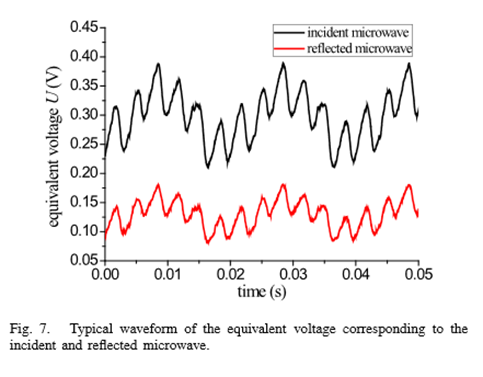 0.45
0.40
0.35
0.30
0.25
0.20
0.15
0.10
0.05
equivalent voltage U (V)
incident microwave
reflected microwave
0.00 0.01 0.02 0.03 0.04 0.05
time (s)
Fig. 7. Typical waveform of the equivalent voltage corresponding to the
incident and reflected microwave.